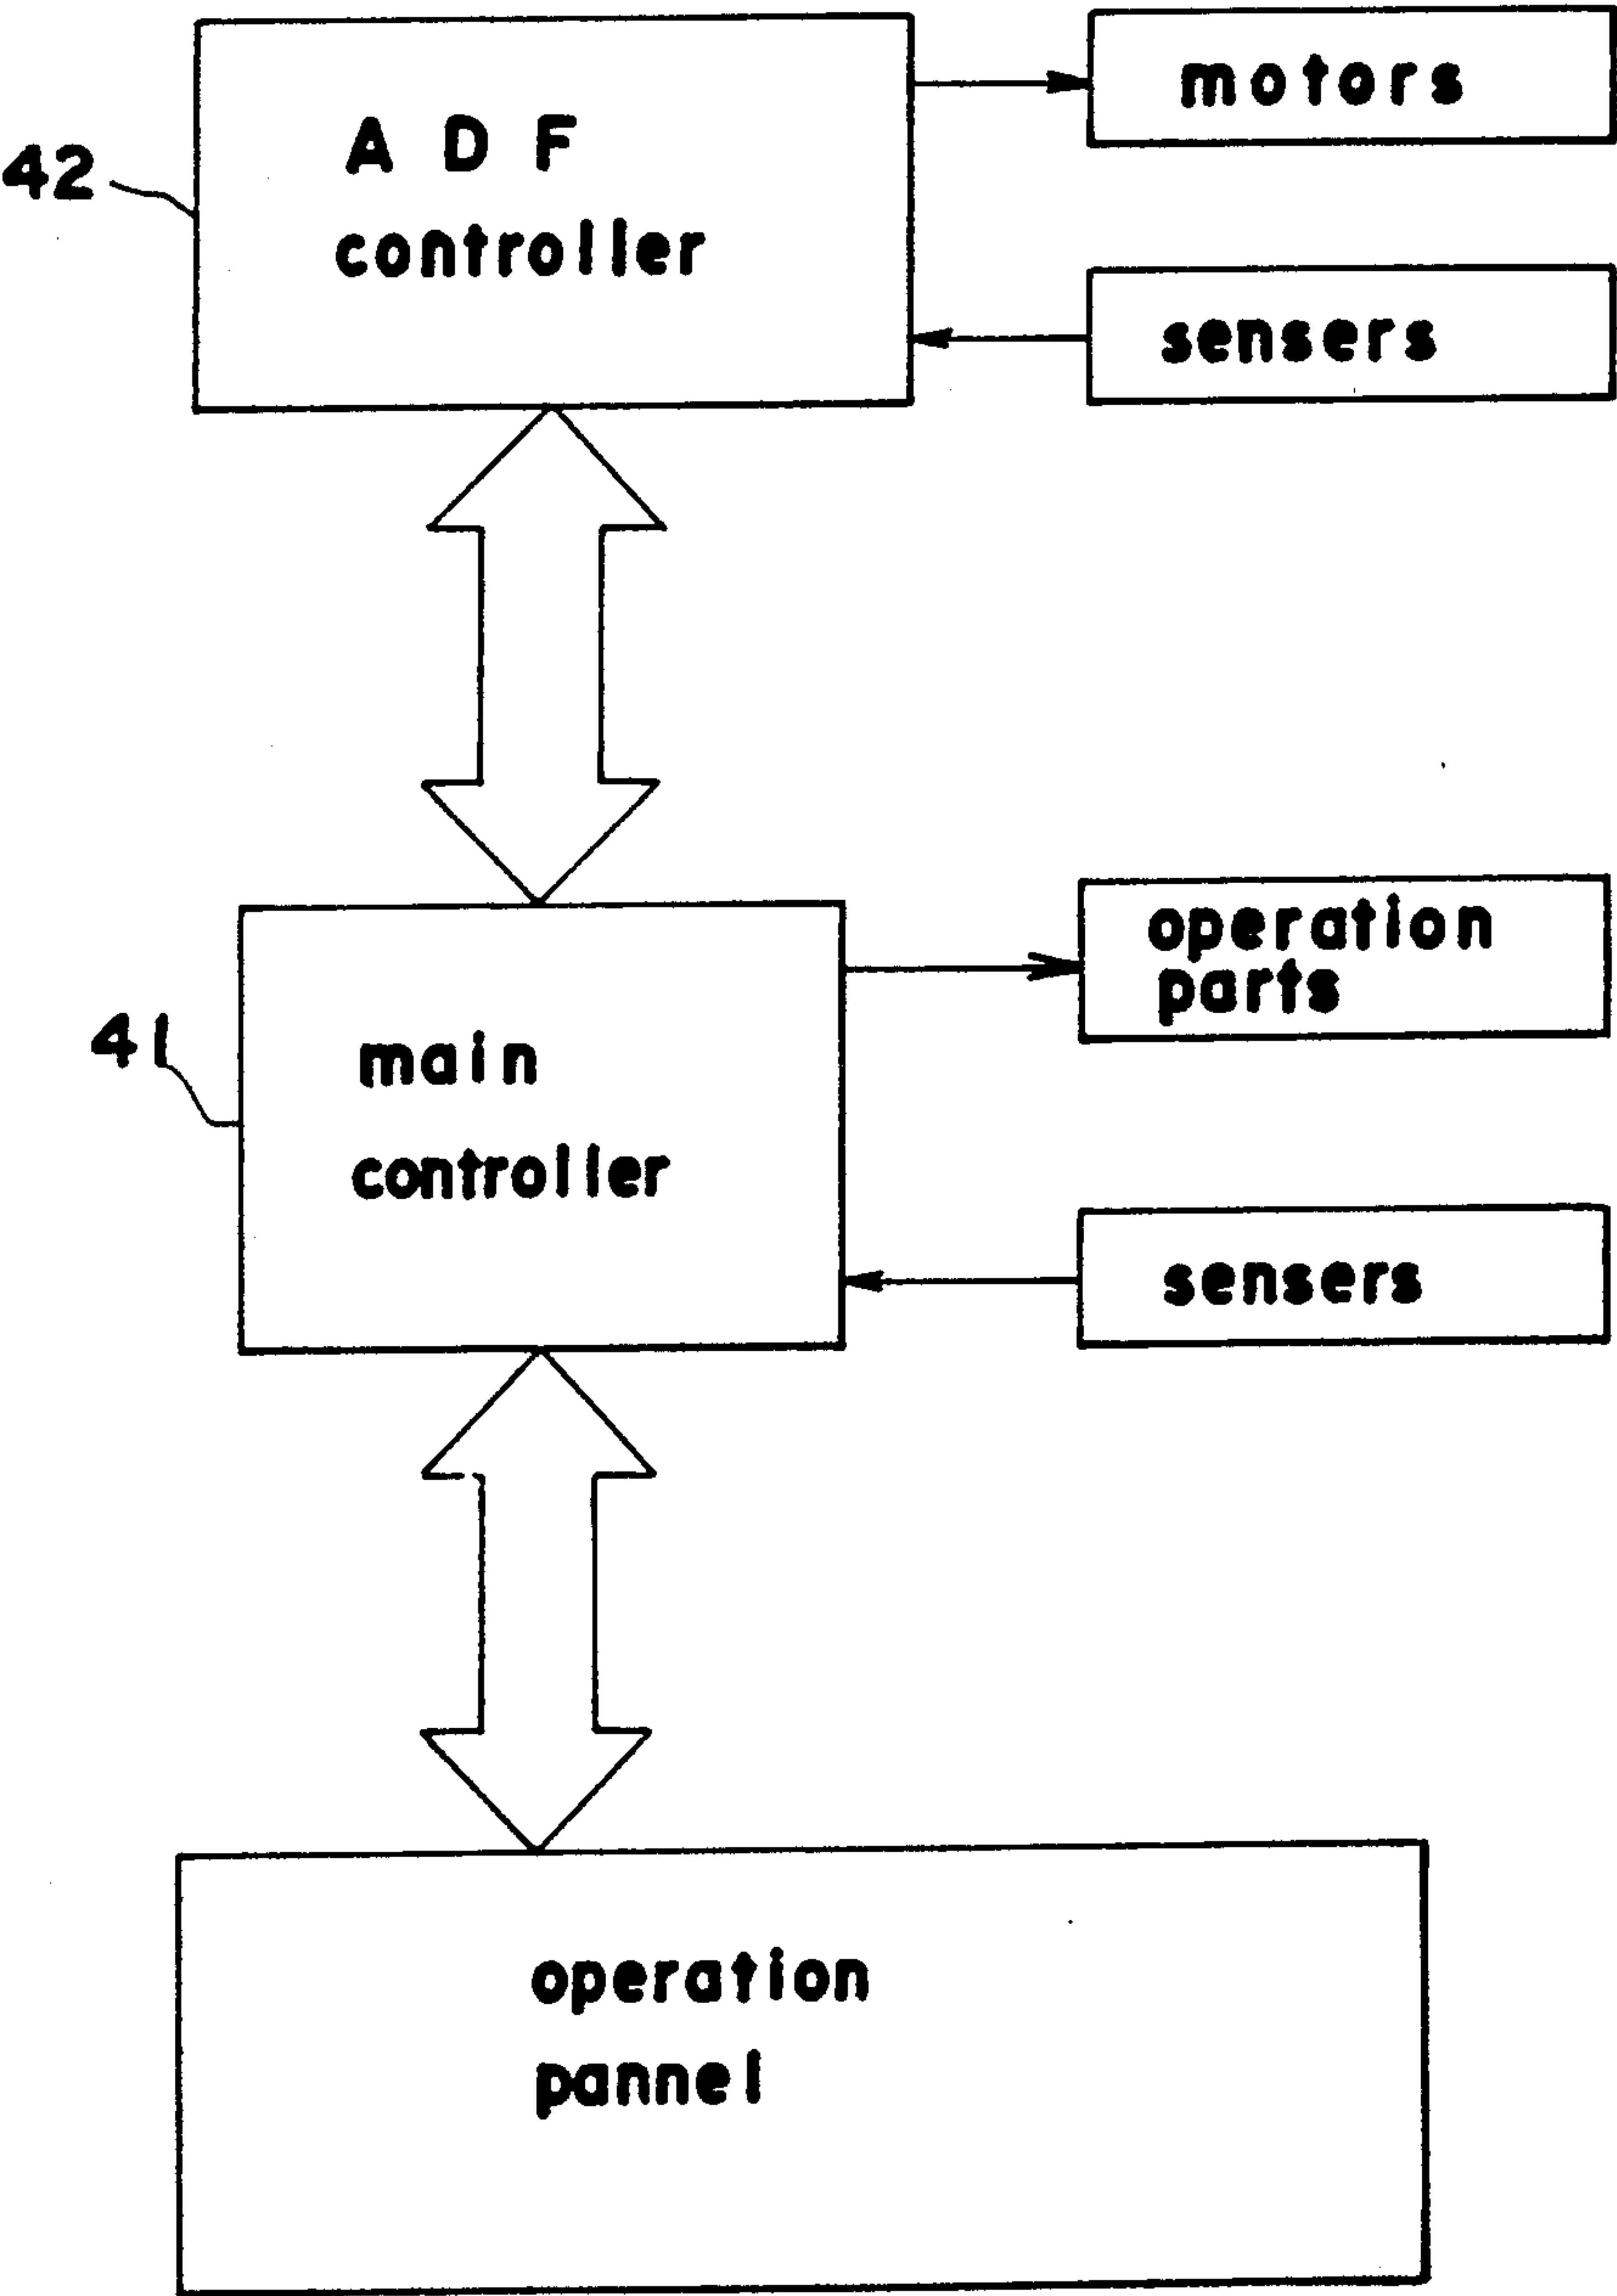 motors
A D F
controller
42
sensers
operation
parts
main
controller
41
sensers
operation
pannel